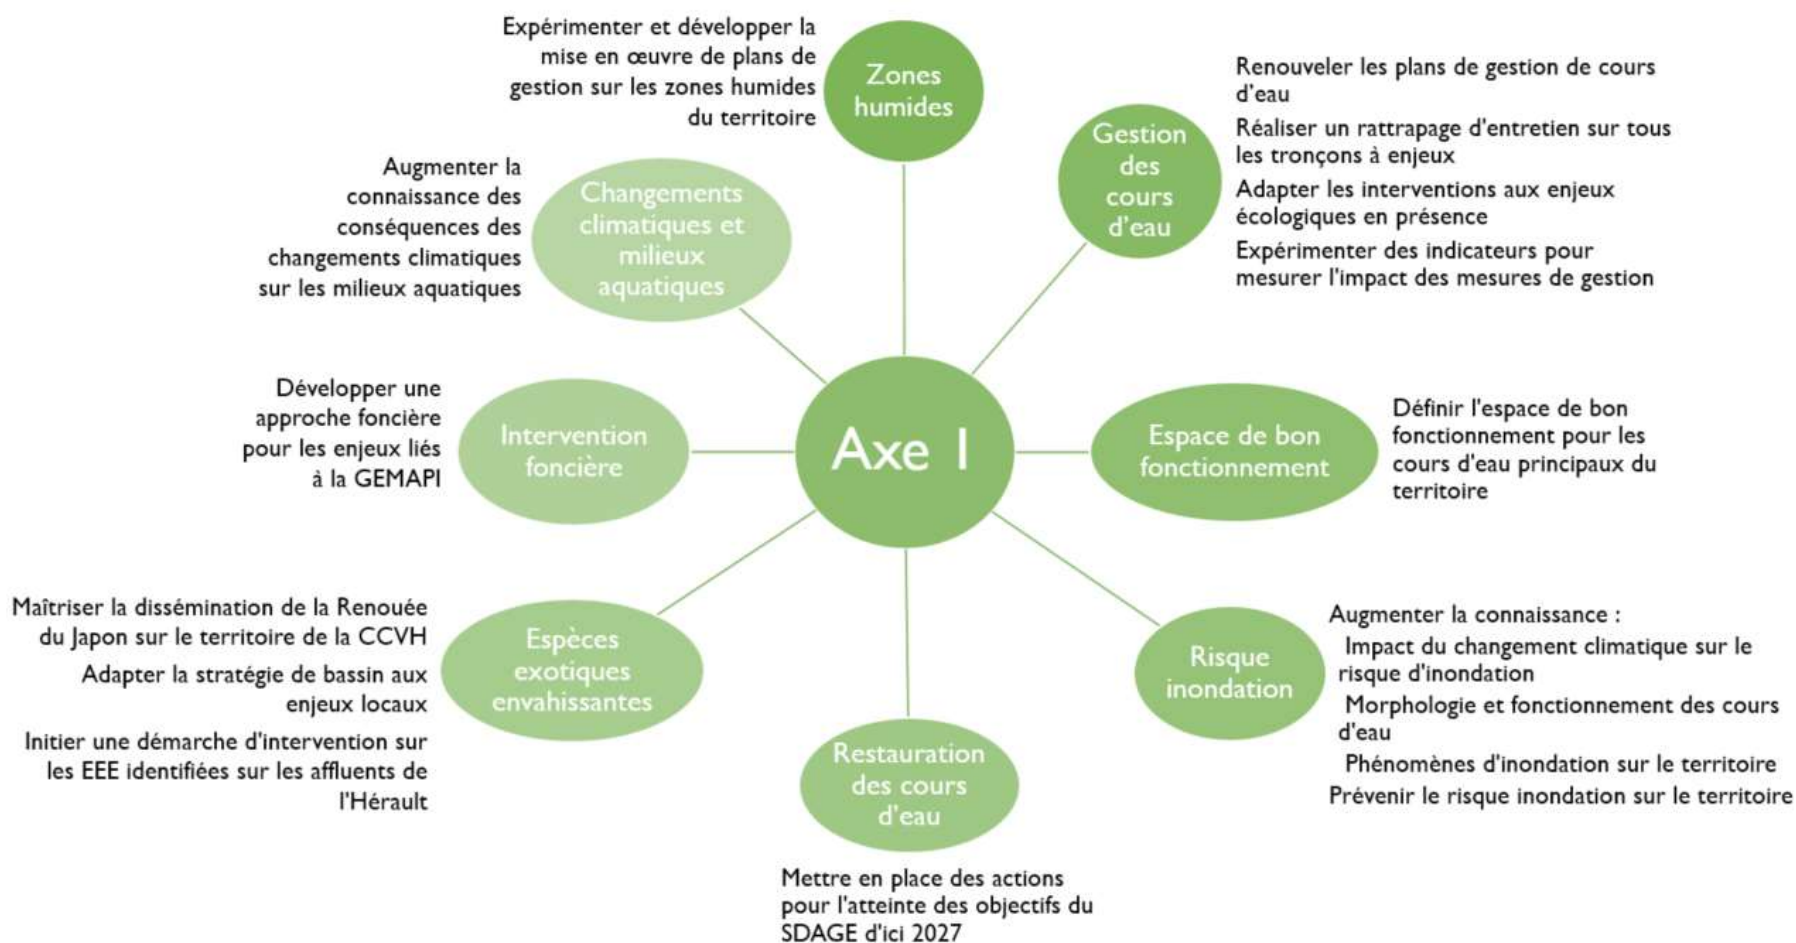 Expérimenter et développer la
mise en œuvre de plans de
gestion sur les zones humides
du territoire
Zones
humides
Renouveler les plans de gestion de cours
d'eau
Réaliser un rattrapage d'entretien sur tous
les tronçons à enjeux
Adapter les interventions aux enjeux
écologiques en présence
Expérimenter des indicateurs pour
mesurer l'impact des mesures de gestion
Gestion
des
cours
d'eau
Augmenter la
connaissance des
conséquences des
changements climatiques
sur les milieux aquatiques
Changements
climatiques et
milieux
aquatiques
Développer une
approche foncière
pour les enjeux liés
à la GEMAPI
Intervention
foncière
Axe I
Espace de bon
fonctionnement
Définir l'espace de bon
fonctionnement pour les
cours d'eau principaux du
territoire
Maîtriser la dissémination de la Renouée
du Japon sur le territoire de la CCVH
Adapter la stratégie de bassin aux
enjeux locaux
Initier une démarche d'intervention sur
les EEE identifiées sur les affluents de
l'Hérault
Espèces
exotiques
envahissantes
Risque
inondation
Augmenter la connaissance :
Impact du changement climatique sur le
risque d'inondation
Morphologie et fonctionnement des cours
d'eau
Phénomènes d'inondation sur le territoire
Prévenir le risque inondation sur le territoire
Restauration
des cours
d'eau
Mettre en place des actions
pour l'atteinte des objectifs du
SDAGE d'ici 2027